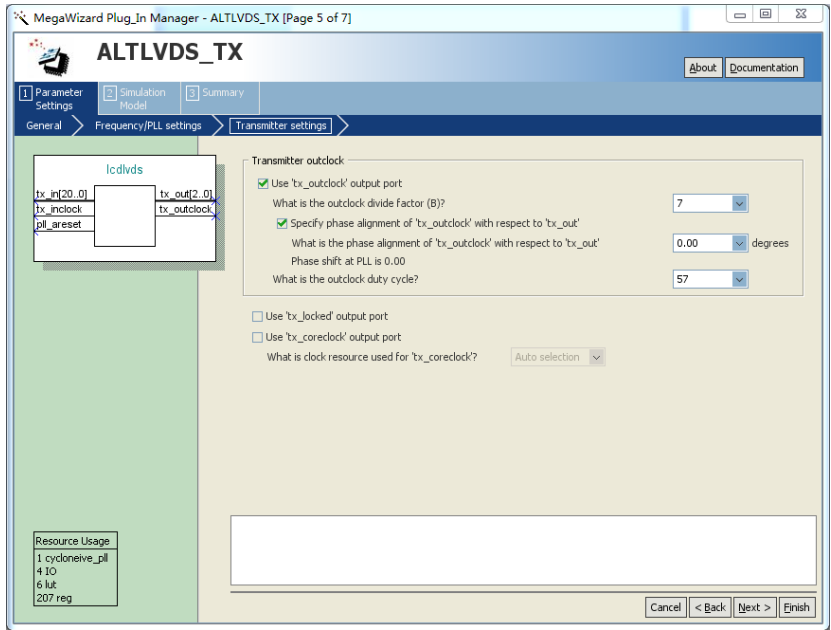 MegaWizard Plug_In Manager - ALTLVDS_TX [Page 5 of 7]
ALTLVDS_TX
About Documentation
1 Parameter Settings
2 Simulation Model
3 Summary
General Frequency/PLL settings Transmitter settings
lcdlvds
tx_in[20..0] tx_out[2..0]
tx_inclock tx_outclock
pll_areset
Transmitter outclock
Use 'tx_outclock' output port
What is the outclock divide factor (B)? 7
Specify phase alignment of 'tx_outclock' with respect to 'tx_out'
What is the phase alignment of 'tx_outclock' with respect to 'tx_out' 0.00 degrees
Phase shift at PLL is 0.00
What is the outclock duty cycle? 57
Use 'tx_locked' output port
Use 'tx_coreclock' output port
What is clock resource used for 'tx_coreclock'? Auto selection
Resource Usage
1 cycloneive_pll
4 IO
6 lut
207 reg
Cancel < Back Next > Finish